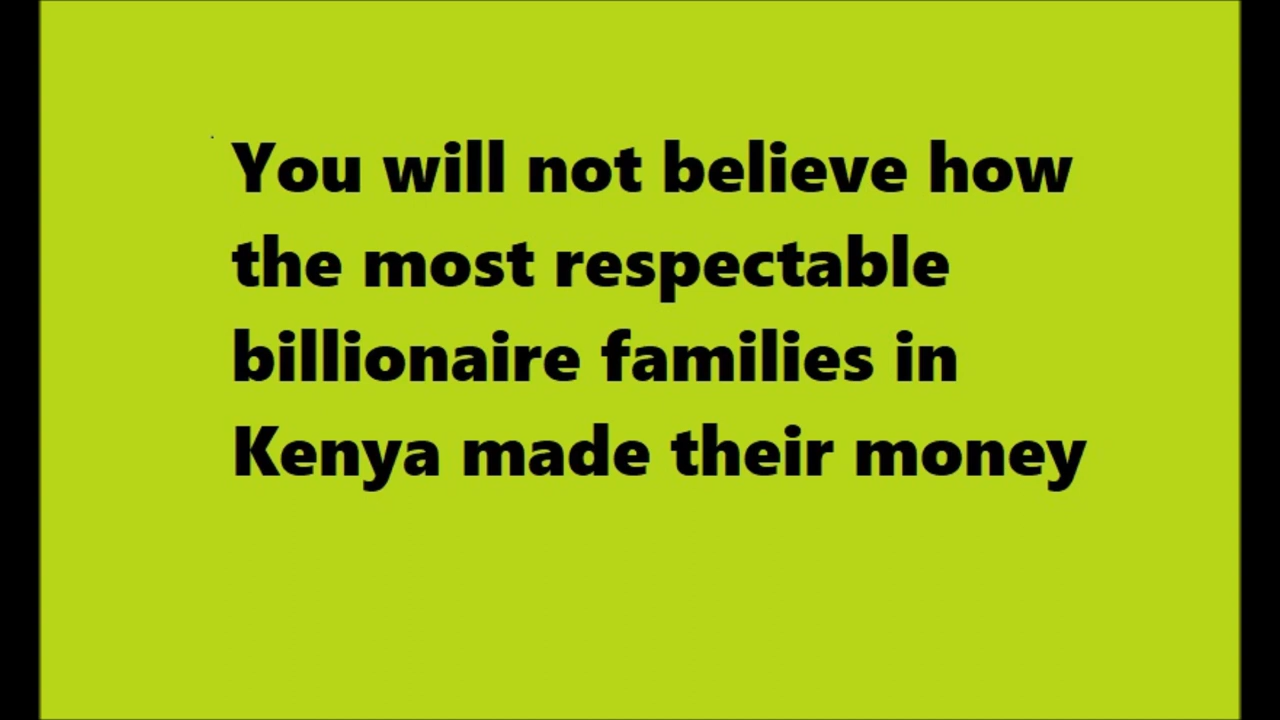 You will not believe how
the most respectable
billionaire families in
Kenya made their money